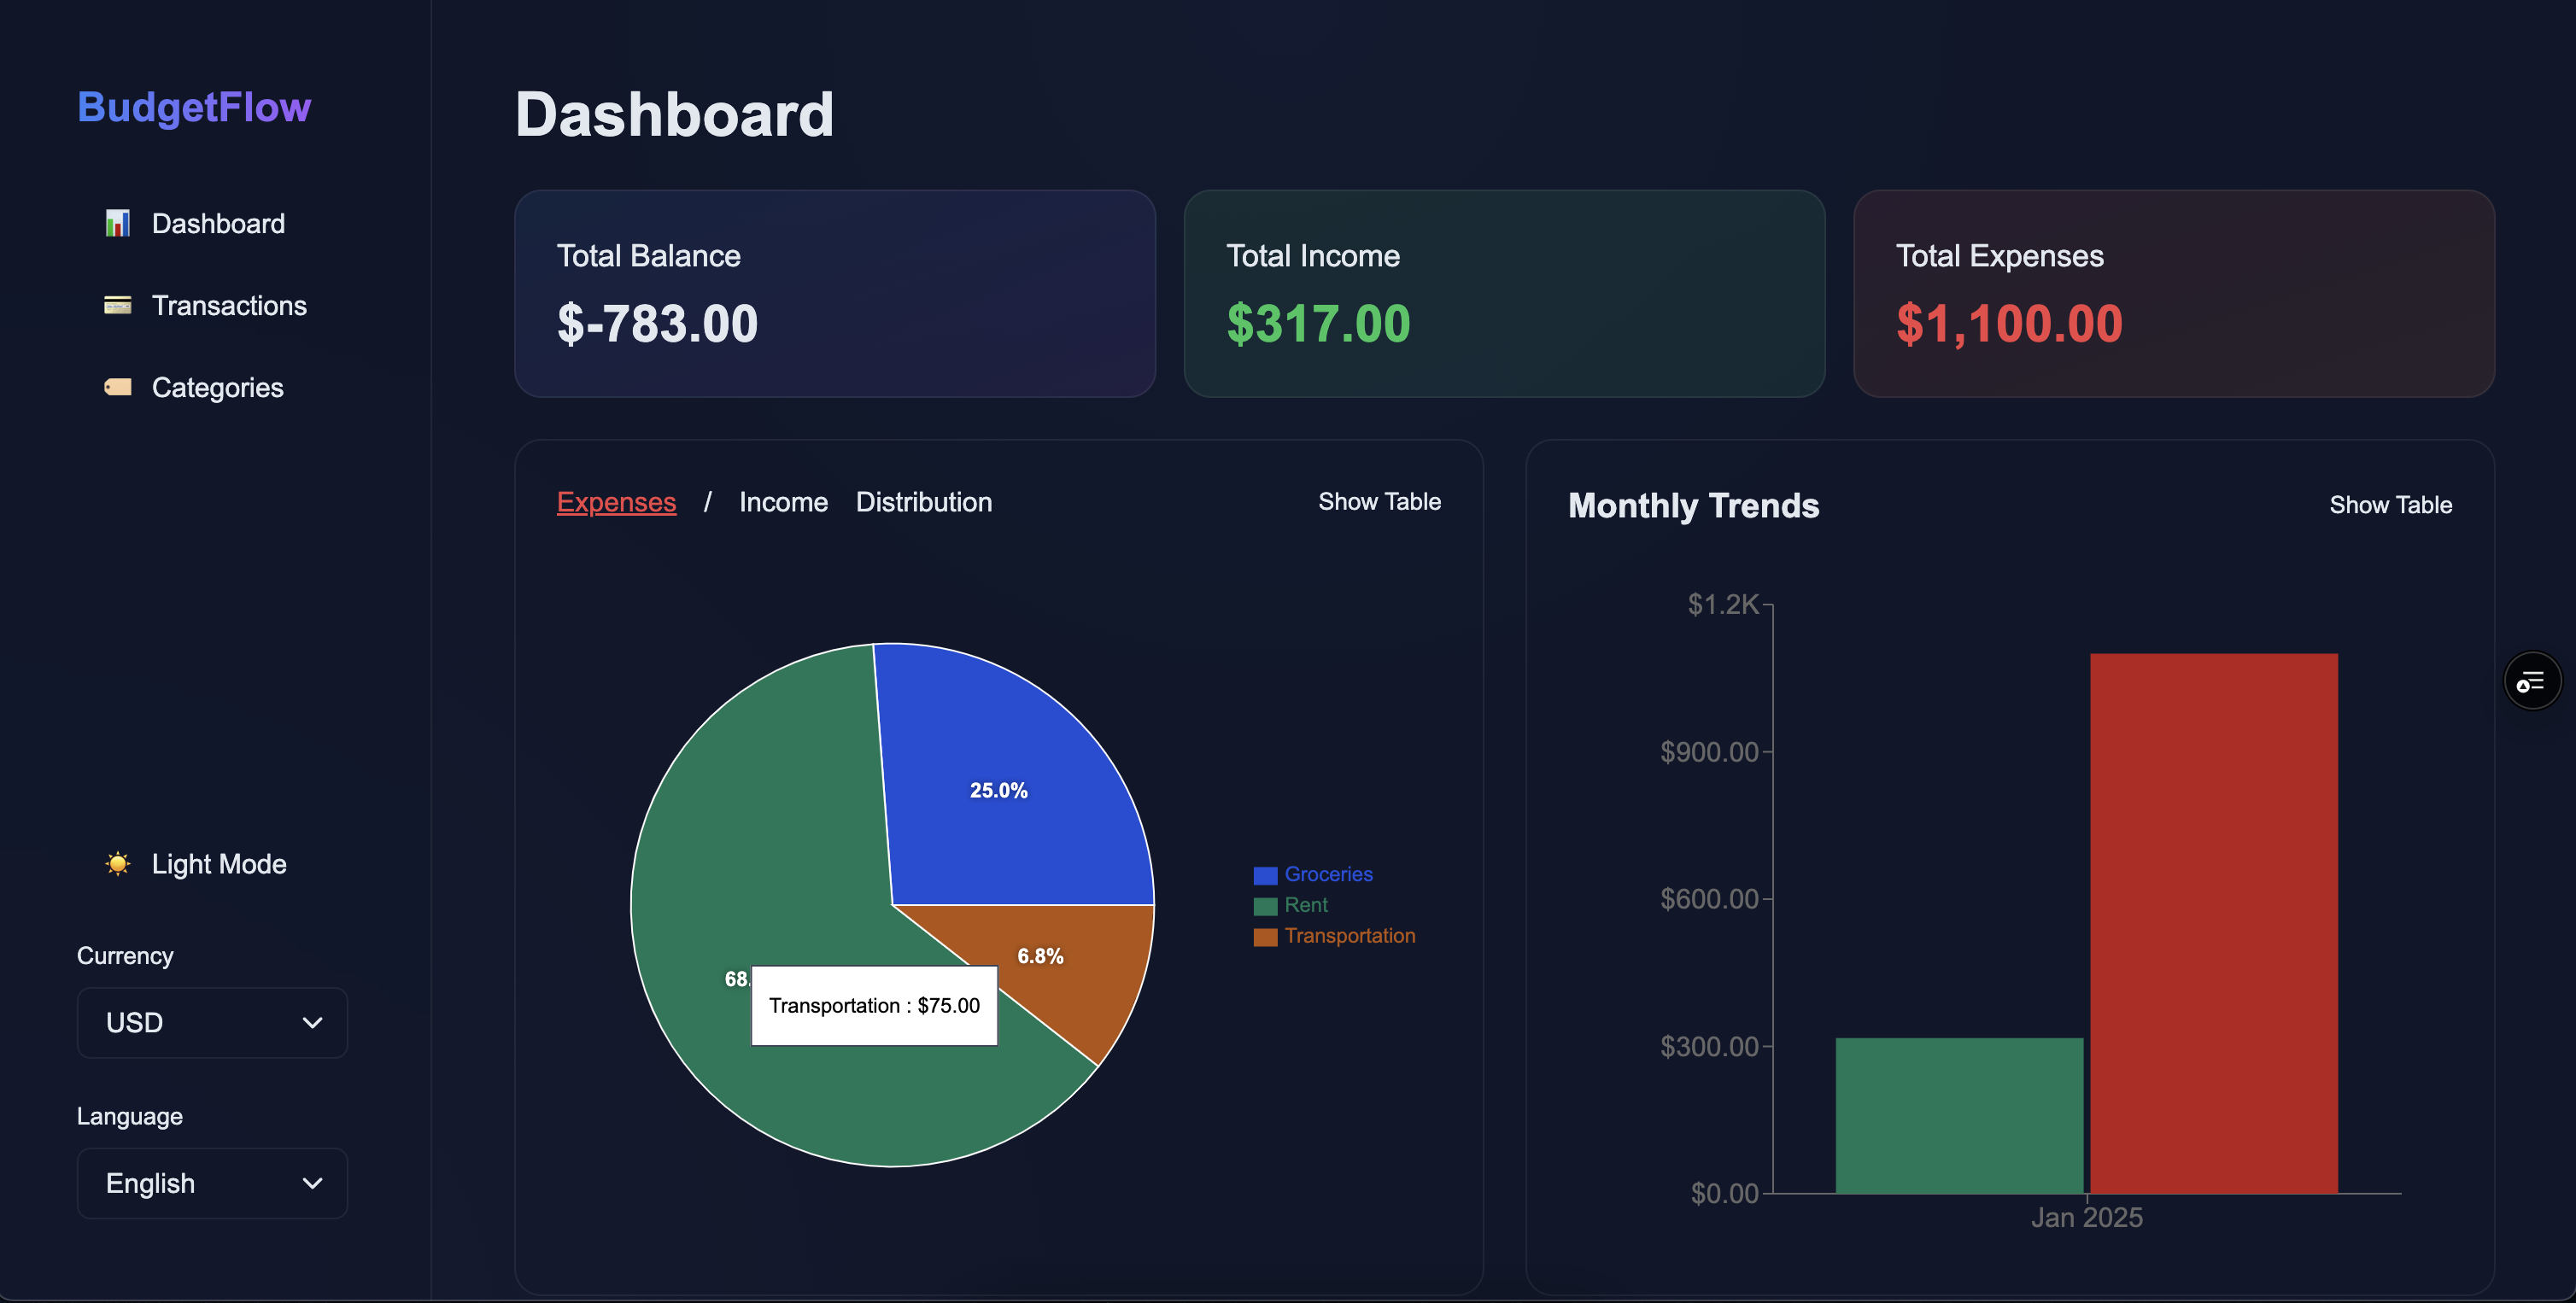 BudgetFlow
Dashboard
Transactions
Categories
Light Mode
Currency
USD
Language
English
Dashboard
Total Balance
$-783.00
Total Income
$317.00
Total Expenses
$1,100.00
Expenses / Income Distribution
Show Table
25.0%
6.8%
68.
Transportation : $75.00
Groceries
Rent
Transportation
Monthly Trends
Show Table
$1.2K
$900.00
$600.00
$300.00
$0.00
Jan 2025